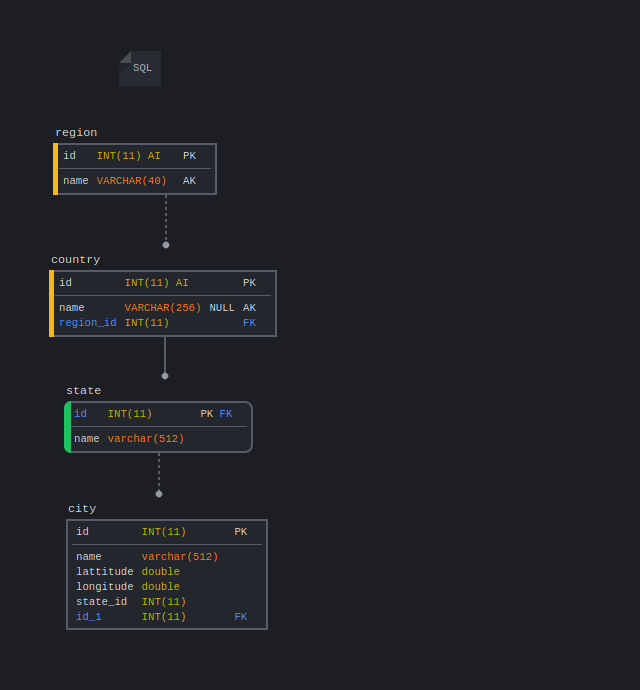 SQL
region
id INT(11) AI PK
name VARCHAR(40) AK
country
id INT(11) AI PK
name VARCHAR(256) NULL AK
region_id INT(11) FK
state
id INT(11) PK FK
name varchar(512)
city
id INT(11) PK
name varchar(512)
lattitude double
longitude double
state_id INT(11)
id_1 INT(11) FK